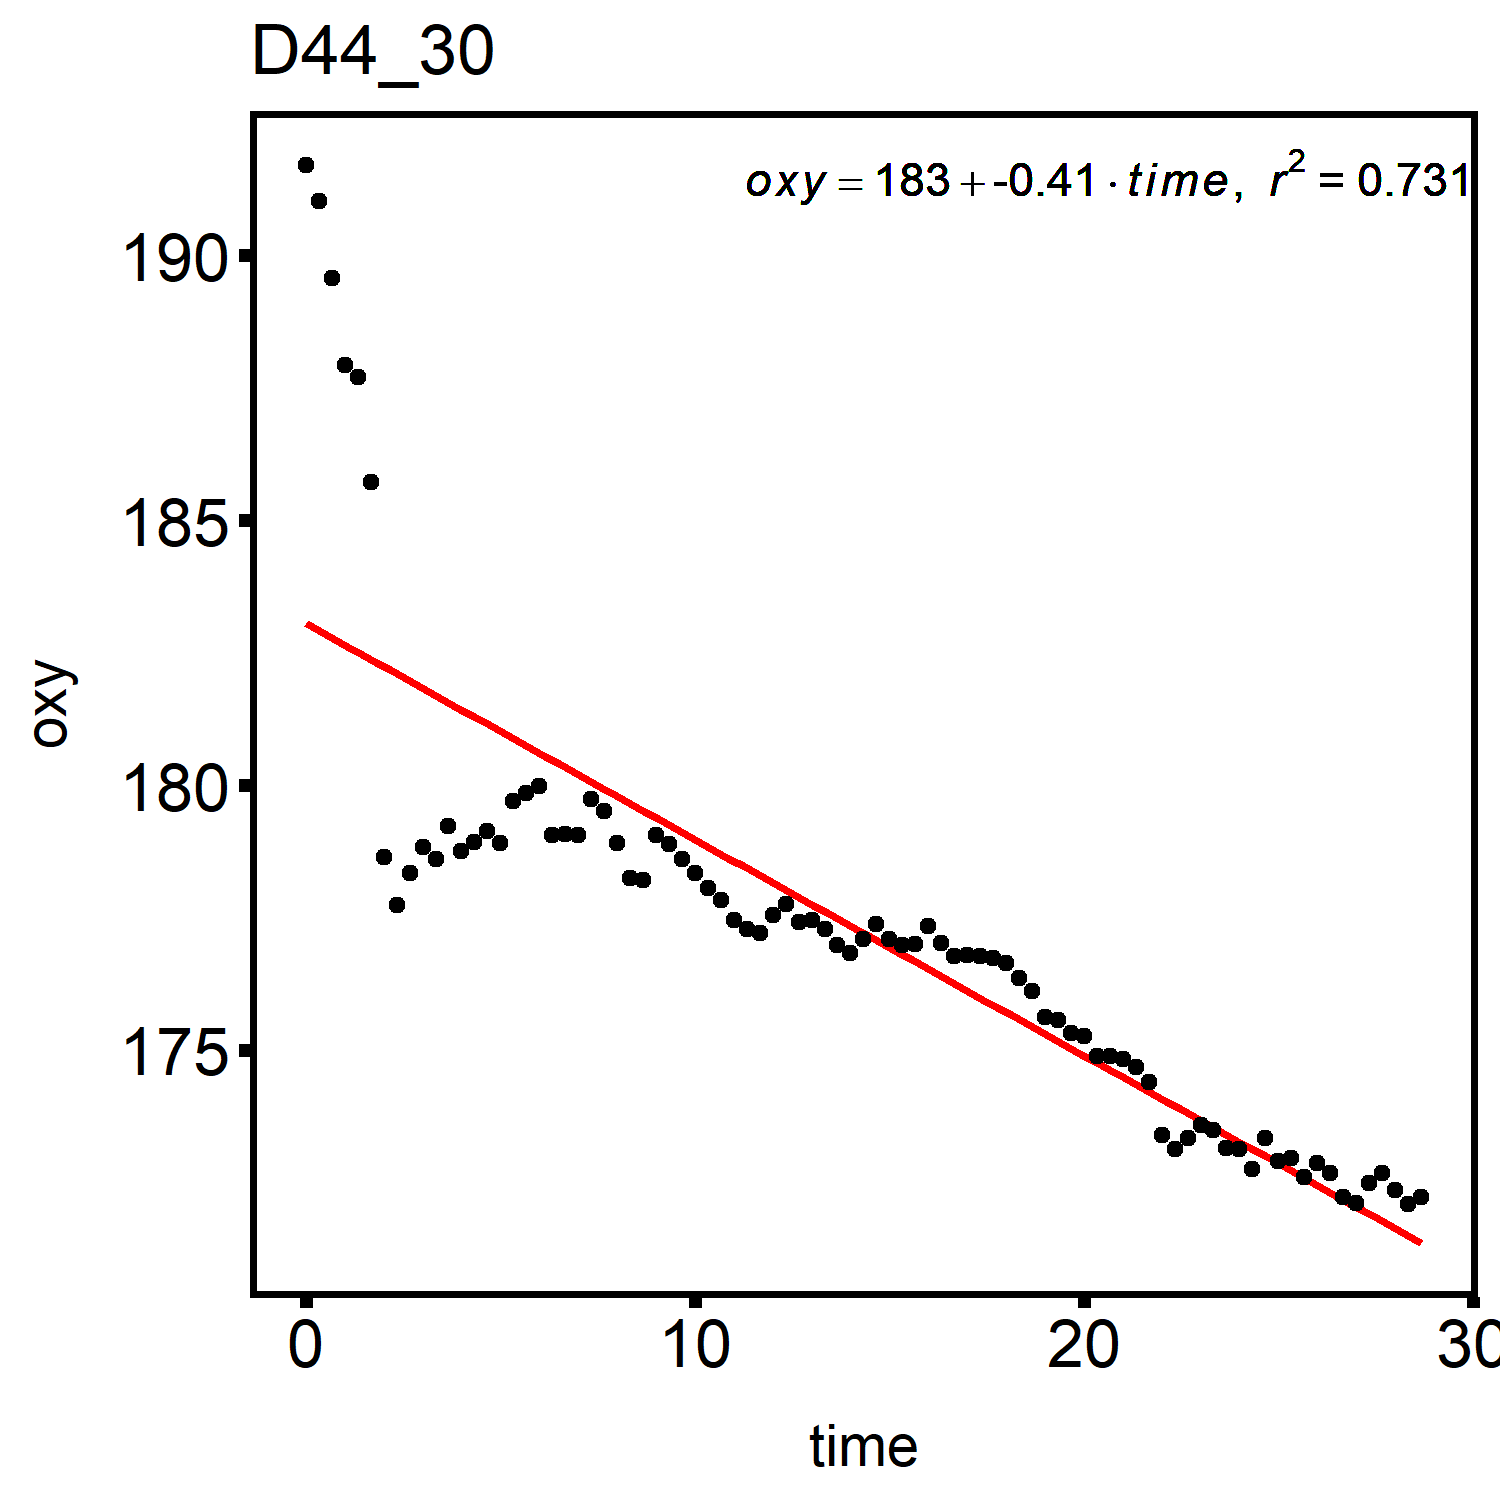 D44_30
oxy = 183 + -0.41 · time, r² = 0.731
190
185
180
175
oxy
0 10 20 30
time